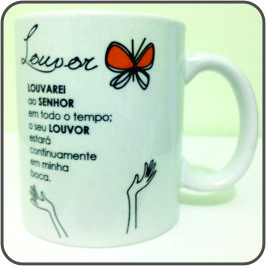 Louvor
LOUVAREI
ao SENHOR
em todo o tempo;
o seu LOUVOR
estará
continuamente
em minha
boca.